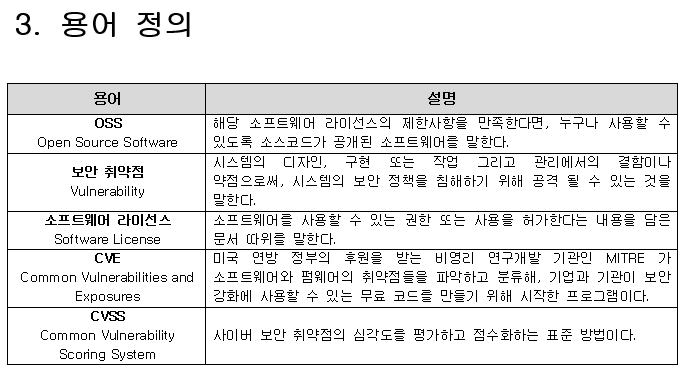 3. 용어 정의
용어
설명
OSS
Open Source Software
해당 소프트웨어 라이선스의 제한사항을 만족한다면, 누구나 사용할 수
있도록 소스코드가 공개된 소프트웨어를 말한다.
보안 취약점
Vulnerability
시스템의 디자인, 구현 또는 작업 그리고 관리에서의 결함이나
약점으로써, 시스템의 보안 정책을 침해하기 위해 공격 될 수 있는 것을
말한다.
소프트웨어 라이선스
Software License
소프트웨어를 사용할 수 있는 권한 또는 사용을 허가한다는 내용을 담은
문서 따위를 말한다.
CVE
Common Vulnerabilities and
Exposures
미국 연방 정부의 후원을 받는 비영리 연구개발 기관인 MITRE 가
소프트웨어와 펌웨어의 취약점들을 파악하고 분류해, 기업과 기관이 보안
강화에 사용할 수 있는 무료 코드를 만들기 위해 시작한 프로그램이다.
CVSS
Common Vulnerability
Scoring System
사이버 보안 취약점의 심각도를 평가하고 점수화하는 표준 방법이다.